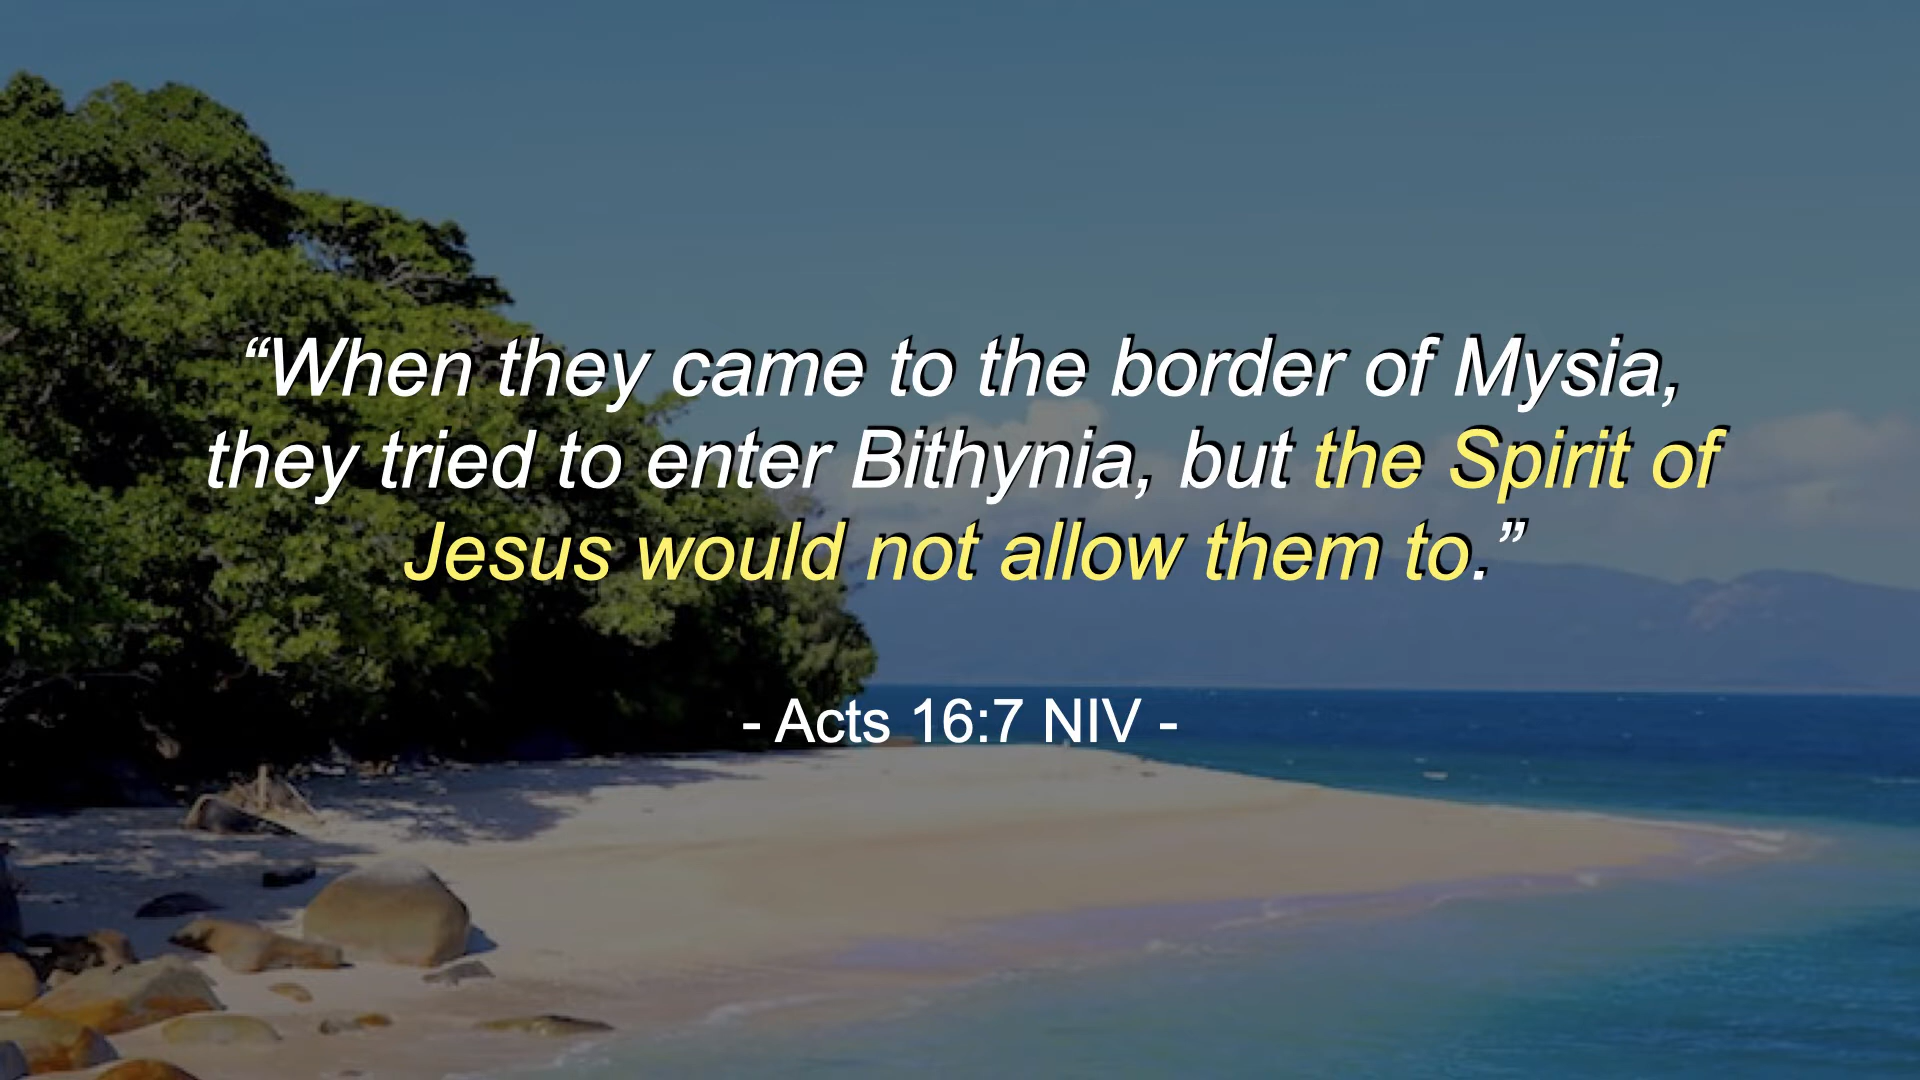 “When they came to the border of Mysia,
they tried to enter Bithynia, but the Spirit of
Jesus would not allow them to.”
- Acts 16:7 NIV -